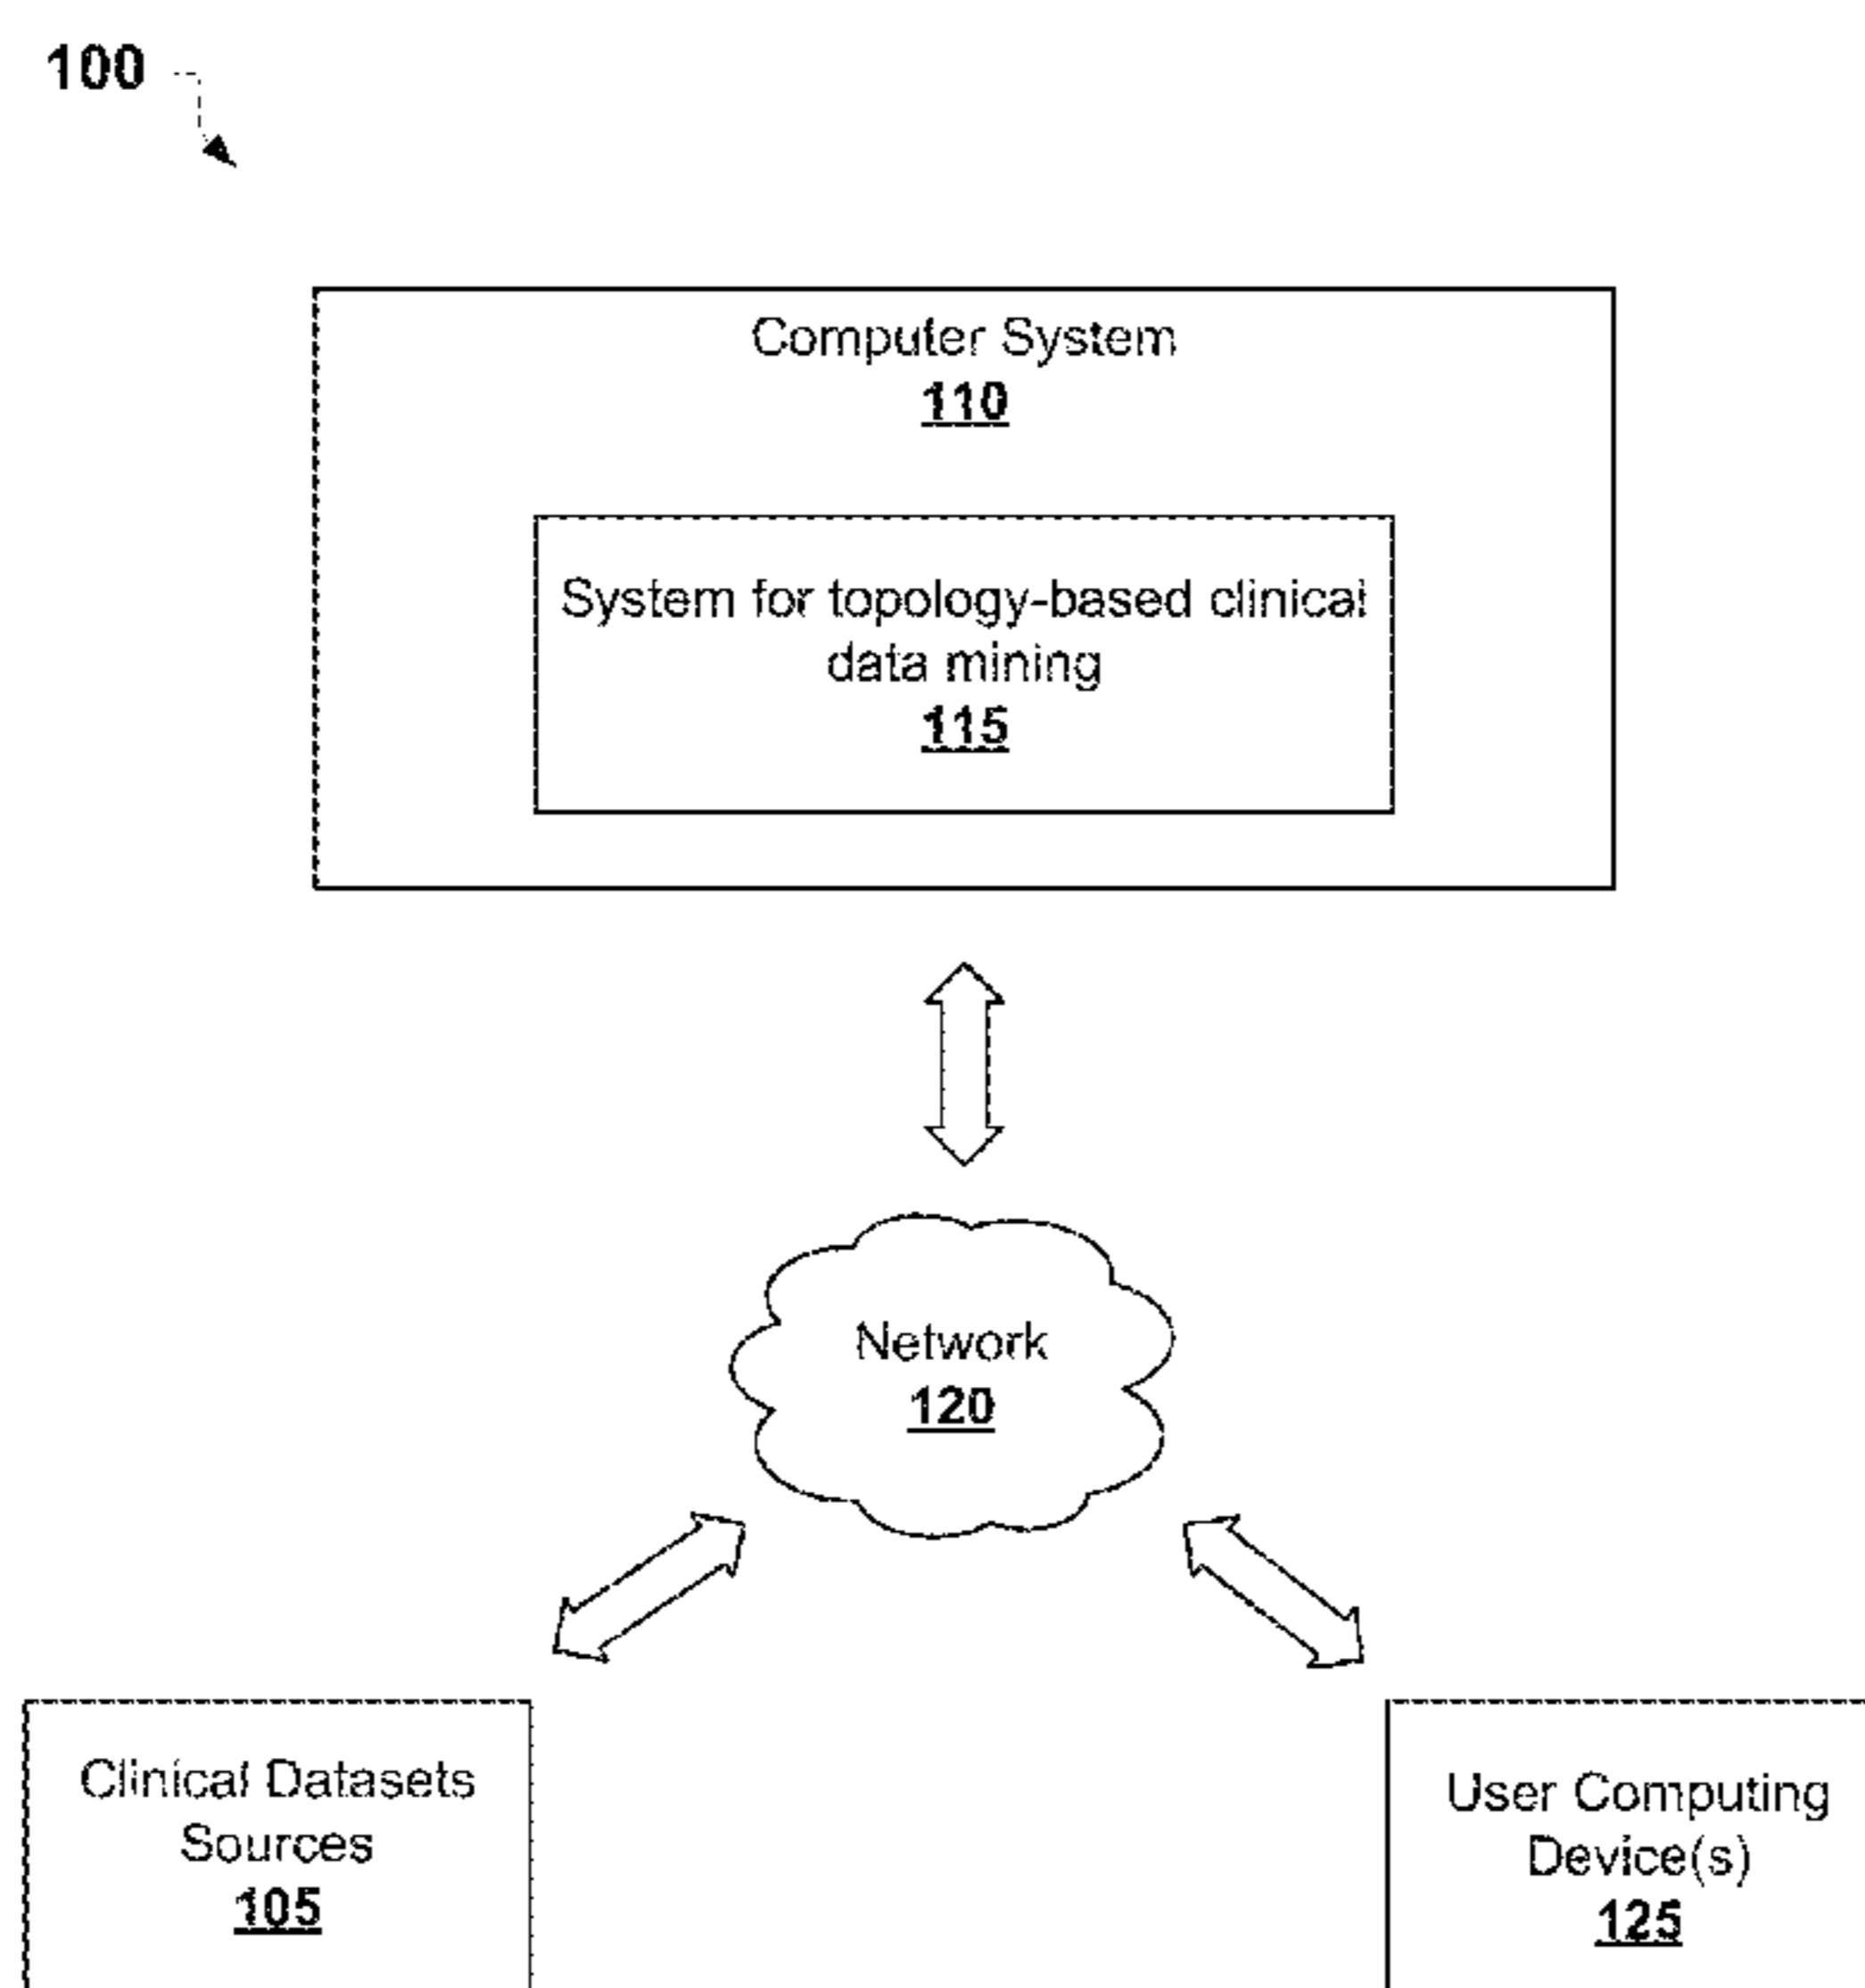 100
Computer System
110
System for topology-based clinical
data mining
115
Network
120
Clinical Datasets
Sources
105
User Computing
Device(s)
125